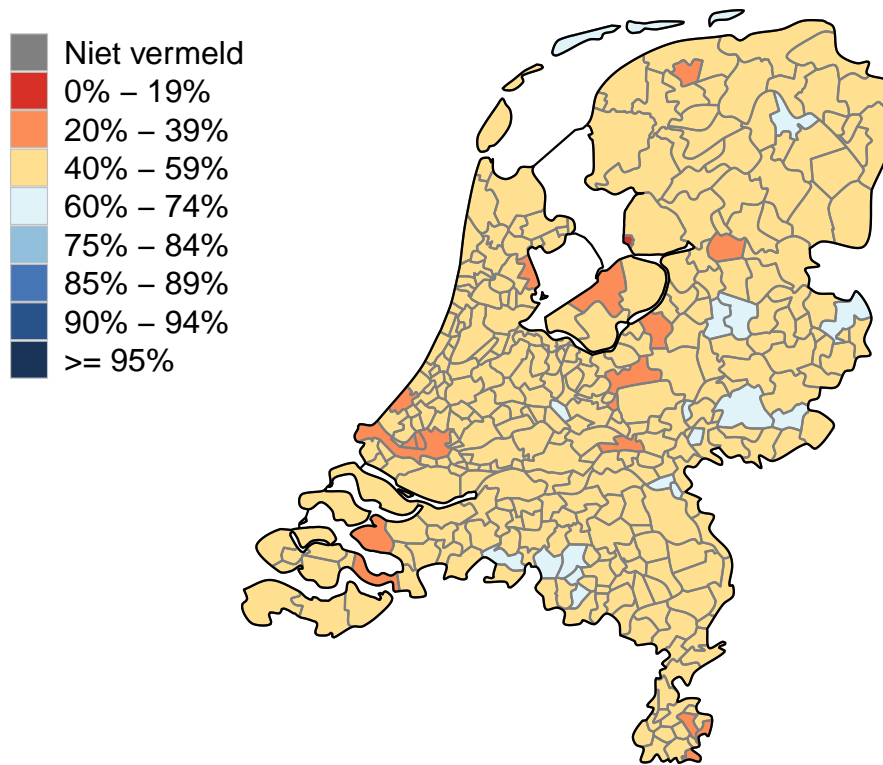 Niet vermeld
0% – 19%
20% – 39%
40% – 59%
60% – 74%
75% – 84%
85% – 89%
90% – 94%
>= 95%